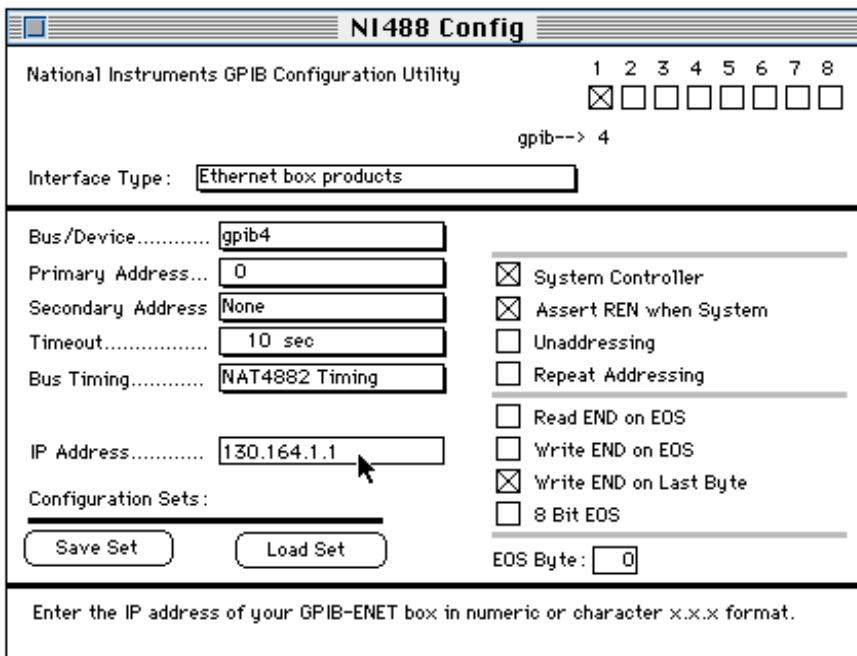 NI488 Config
National Instruments GPIB Configuration Utility
1 2 3 4 5 6 7 8
gpib--> 4
Interface Type: Ethernet box products
Bus/Device............ gpib4
Primary Address... 0
Secondary Address None
Timeout................. 10 sec
Bus Timing............ NAT4882 Timing
IP Address............ 130.164.1.1
Configuration Sets:
Save Set Load Set
System Controller
Assert REN when System
Unaddressing
Repeat Addressing
Read END on EOS
Write END on EOS
Write END on Last Byte
8 Bit EOS
EOS Byte: 0
Enter the IP address of your GPIB-ENET box in numeric or character x.x.x format.